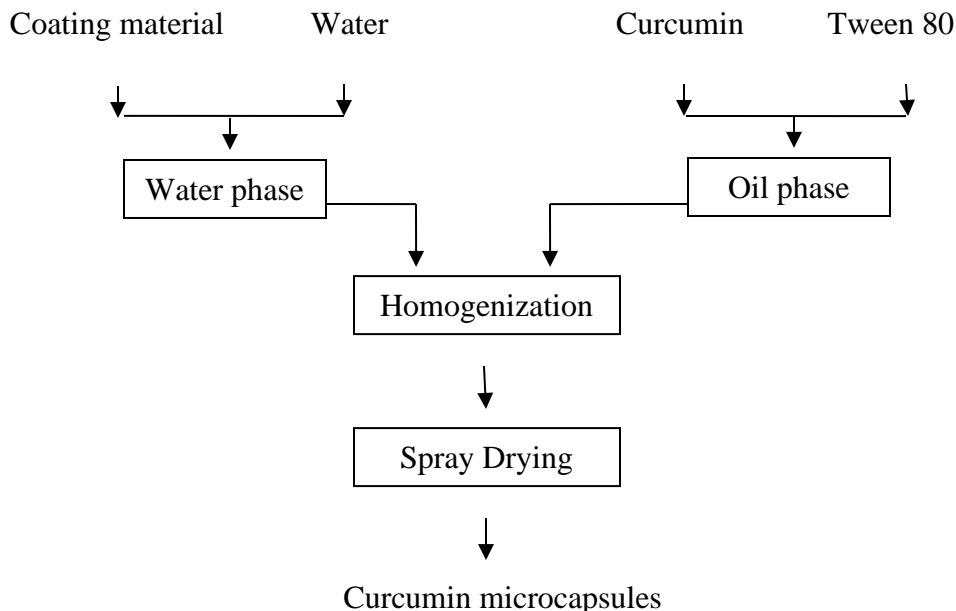 Coating material Water Curcumin Tween 80
Water phase Oil phase
Homogenization
Spray Drying
Curcumin microcapsules